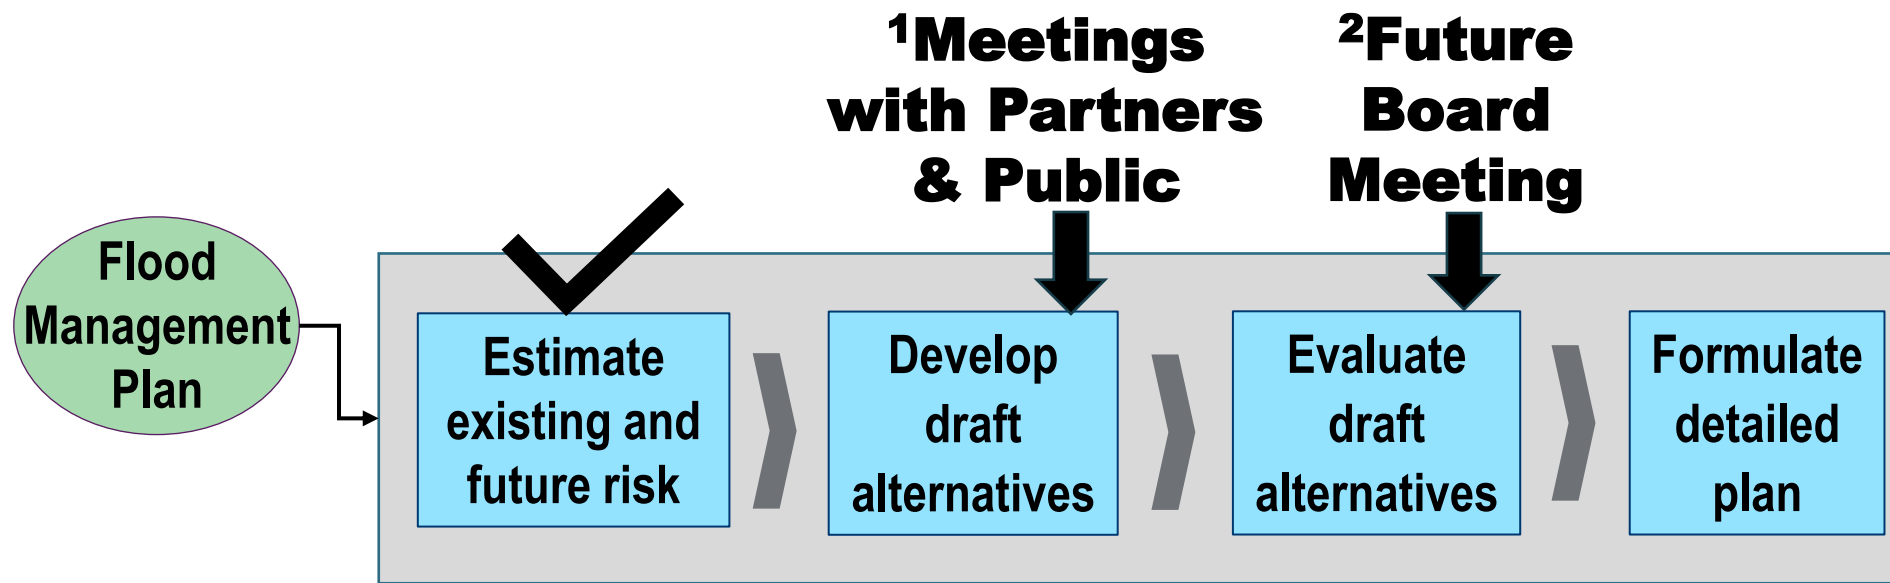 ¹Meetings
with Partners
& Public
²Future
Board
Meeting
Flood
Management
Plan
Estimate
existing and
future risk
Develop
draft
alternatives
Evaluate
draft
alternatives
Formulate
detailed
plan